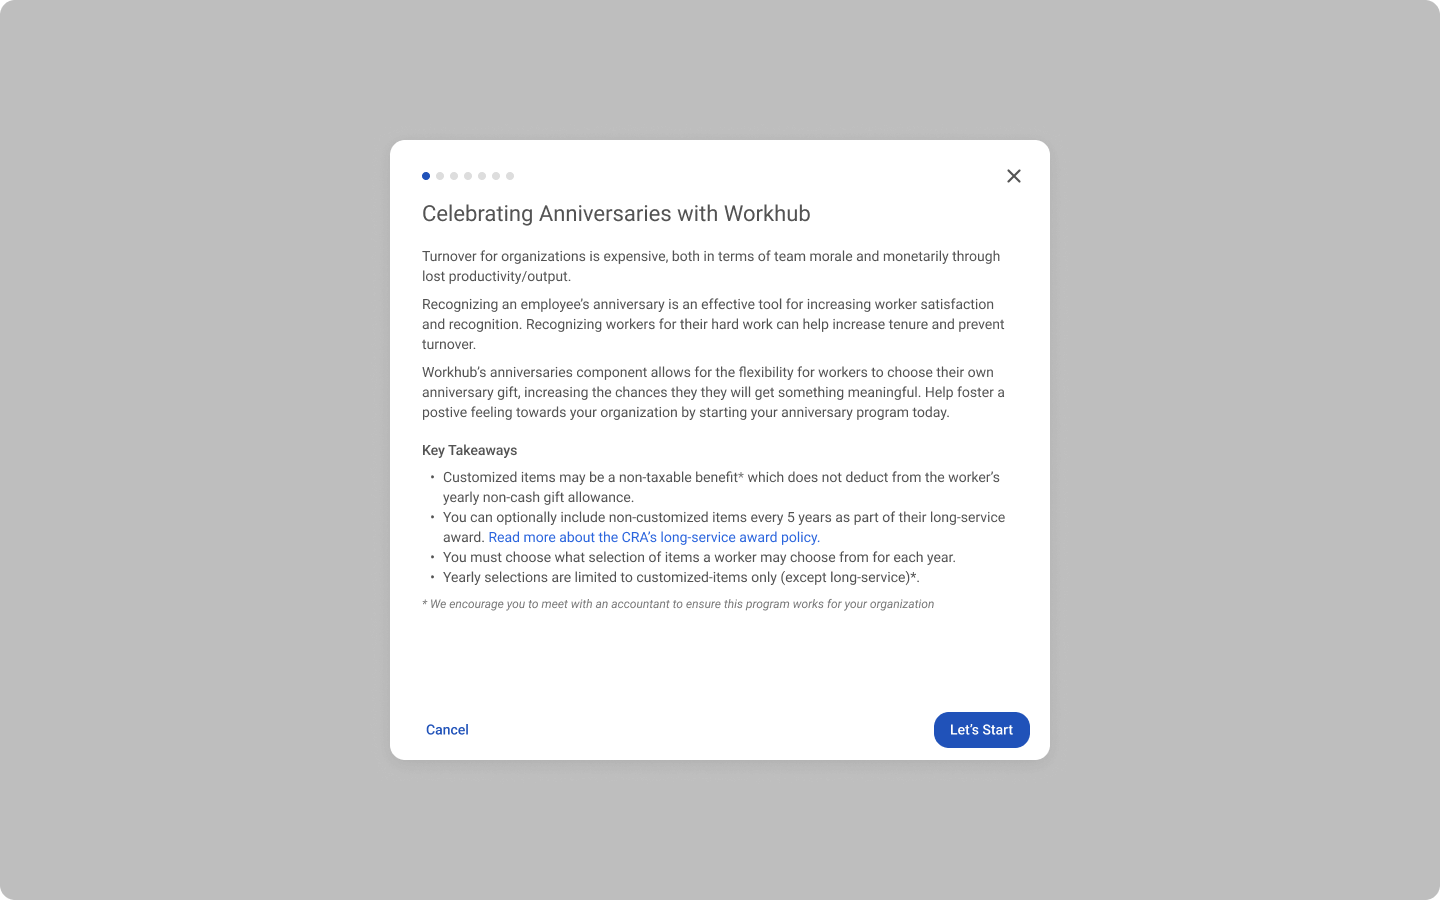 Celebrating Anniversaries with Workhub
Turnover for organizations is expensive, both in terms of team morale and monetarily through
lost productivity/output.
Recognizing an employee’s anniversary is an effective tool for increasing worker satisfaction
and recognition. Recognizing workers for their hard work can help increase tenure and prevent
turnover.
Workhub’s anniversaries component allows for the flexibility for workers to choose their own
anniversary gift, increasing the chances they they will get something meaningful. Help foster a
postive feeling towards your organization by starting your anniversary program today.
Key Takeaways
• Customized items may be a non-taxable benefit* which does not deduct from the worker’s
yearly non-cash gift allowance.
• You can optionally include non-customized items every 5 years as part of their long-service
award. Read more about the CRA’s long-service award policy.
• You must choose what selection of items a worker may choose from for each year.
• Yearly selections are limited to customized-items only (except long-service)*.
* We encourage you to meet with an accountant to ensure this program works for your organization
Cancel
Let’s Start